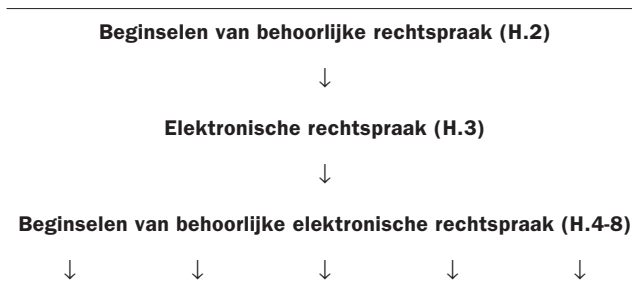 Beginselen van behoorlijke rechtspraak (H.2)
↓
Elektronische rechtspraak (H.3)
↓
Beginselen van behoorlijke elektronische rechtspraak (H.4-8)
↓ ↓ ↓ ↓ ↓